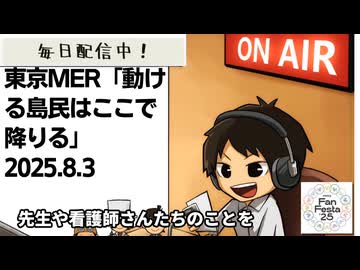 毎日配信中！
ON AIR
東京MER「動け
る島民はここで
降りる」
2025.8.3
Fan
Festa
'25
先生や看護師さんたちのことを